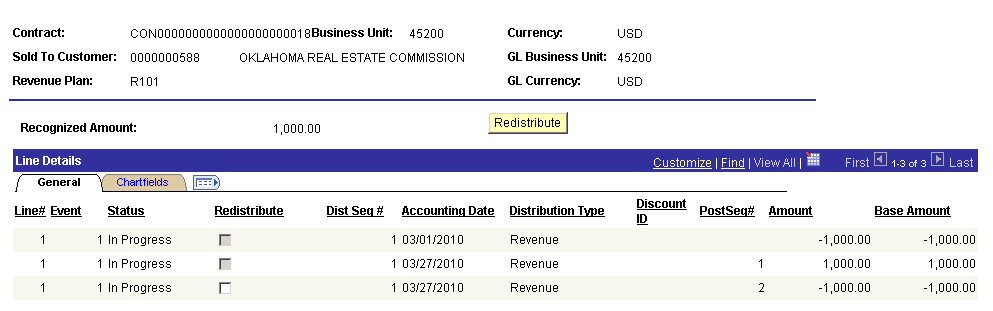 Contract: CON0000000000000000000018 Business Unit: 45200 Currency: USD
Sold To Customer: 0000000588 OKLAHOMA REAL ESTATE COMMISSION GL Business Unit: 45200
Revenue Plan: R101 GL Currency: USD
Recognized Amount: 1,000.00 Redistribute
Line Details Customize | Find | View All | First 1-3 of 3 Last
General Chartfields
Line# Event Status Redistribute Dist Seq # Accounting Date Distribution Type Discount ID PostSeq# Amount Base Amount
1 1 In Progress 1 03/01/2010 Revenue -1,000.00 -1,000.00
1 1 In Progress 1 03/27/2010 Revenue 1 1,000.00 1,000.00
1 1 In Progress 1 03/27/2010 Revenue 2 -1,000.00 -1,000.00